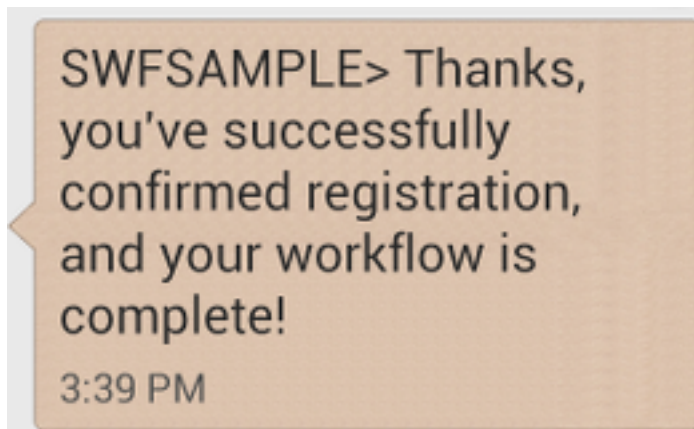 SWFSAMPLE> Thanks,
you've successfully
confirmed registration,
and your workflow is
complete!
3:39 PM